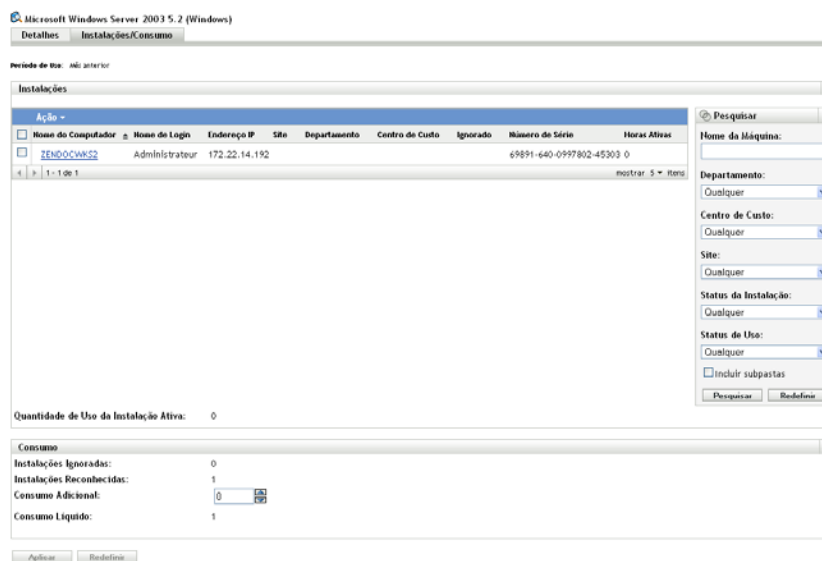 Microsoft Windows Server 2003 5.2 (Windows)
Detalhes Instalações/Consumo
Período de Uso: Mês anterior
Instalações
Ação
Nome do Computador Nome de Login Endereço IP Site Departamento Centro de Custo Ignorado Número de Série Horas Ativas
ZENDOCWKS2 Administrateur 172.22.14.192 69891-640-0997802-45303 0
1 - 1 de 1 mostrar 5 itens
Quantidade de Uso da Instalação Ativa: 0
Pesquisar
Nome da Máquina:
Departamento:
Qualquer
Centro de Custo:
Qualquer
Site:
Qualquer
Status da Instalação:
Qualquer
Status de Uso:
Qualquer
Incluir subpastas
Pesquisar Redefinir
Consumo
Instalações Ignoradas: 0
Instalações Reconhecidas: 1
Consumo Adicional: 0
Consumo Líquido: 1
Aplicar Redefinir